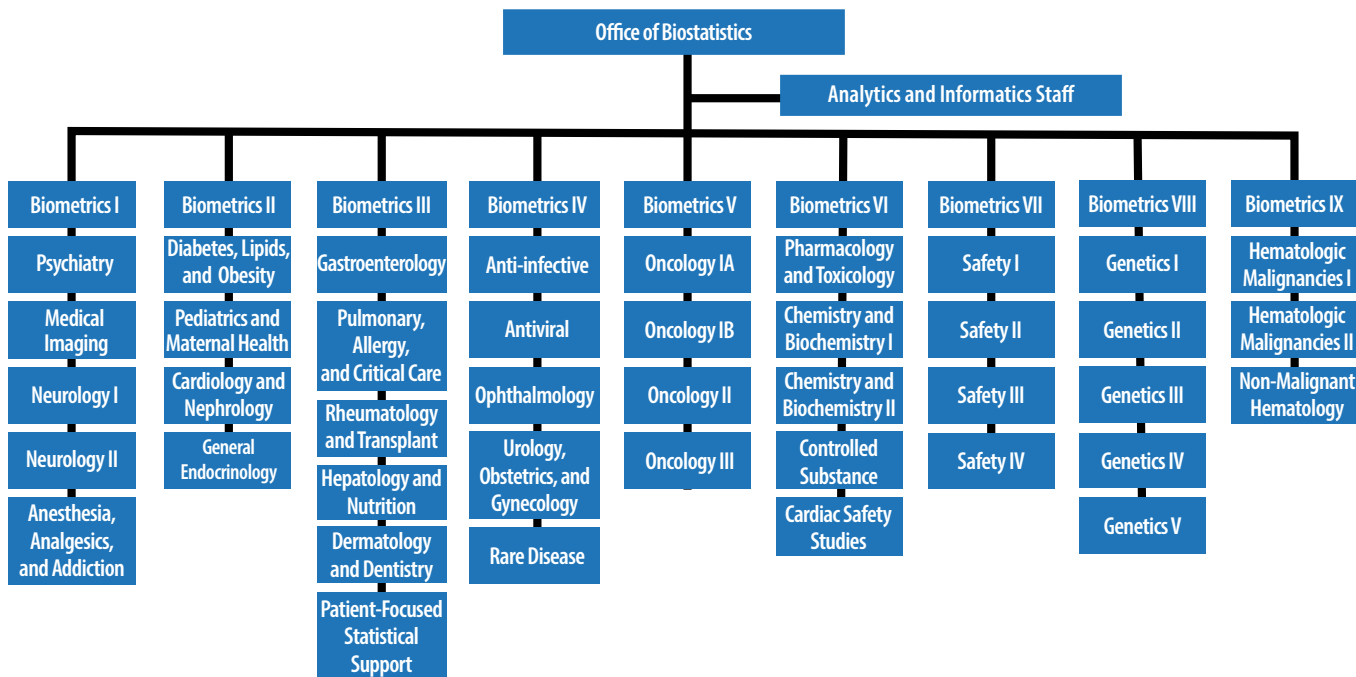 Office of Biostatistics
Analytics and Informatics Staff
Biometrics I
Psychiatry
Medical
Imaging
Neurology I
Neurology II
Anesthesia,
Analgesics,
and Addiction
Biometrics II
Diabetes, Lipids,
and Obesity
Pediatrics and
Maternal Health
Cardiology and
Nephrology
General
Endocrinology
Biometrics III
Gastroenterology
Pulmonary,
Allergy,
and Critical Care
Rheumatology
and Transplant
Hepatology and
Nutrition
Dermatology
and Dentistry
Patient-Focused
Statistical
Support
Biometrics IV
Anti-infective
Antiviral
Ophthalmology
Urology,
Obstetrics, and
Gynecology
Rare Disease
Biometrics V
Oncology IA
Oncology IB
Oncology II
Oncology III
Biometrics VI
Pharmacology
and Toxicology
Chemistry and
Biochemistry I
Chemistry and
Biochemistry II
Controlled
Substance
Cardiac Safety
Studies
Biometrics VII
Safety I
Safety II
Safety III
Safety IV
Biometrics VIII
Genetics I
Genetics II
Genetics III
Genetics IV
Genetics V
Biometrics IX
Hematologic
Malignancies I
Hematologic
Malignancies II
Non-Malignant
Hematology